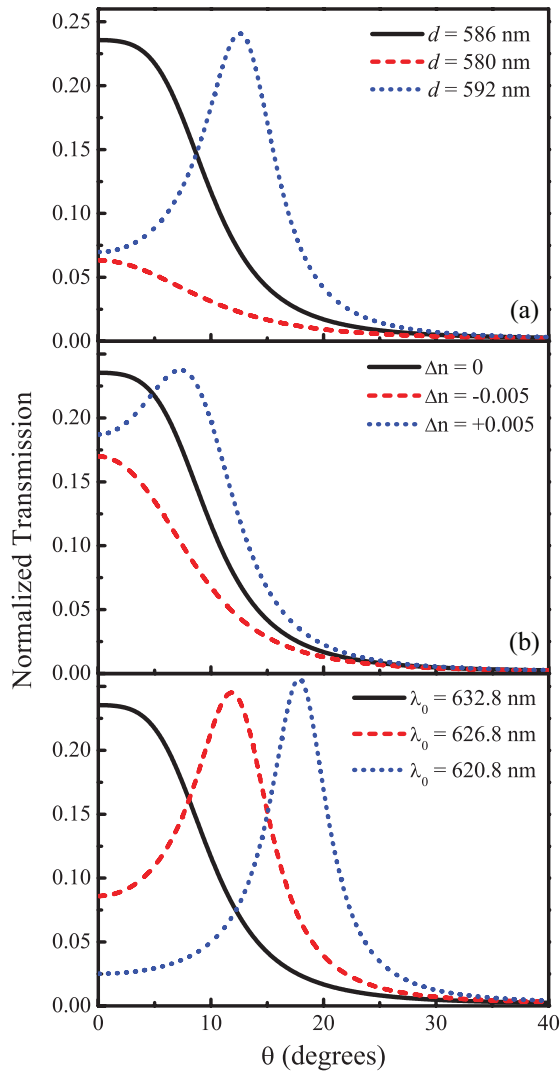 0.25
0.20
0.15
0.10
0.05
0.00
d = 586 nm
d = 580 nm
d = 592 nm
(a)
0.20
0.15
0.10
0.05
0.00
Δn = 0
Δn = -0.005
Δn = +0.005
(b)
Normalized Transmission
0.20
0.15
0.10
0.05
0.00
λ₀ = 632.8 nm
λ₀ = 626.8 nm
λ₀ = 620.8 nm
0 10 20 30 40
θ (degrees)